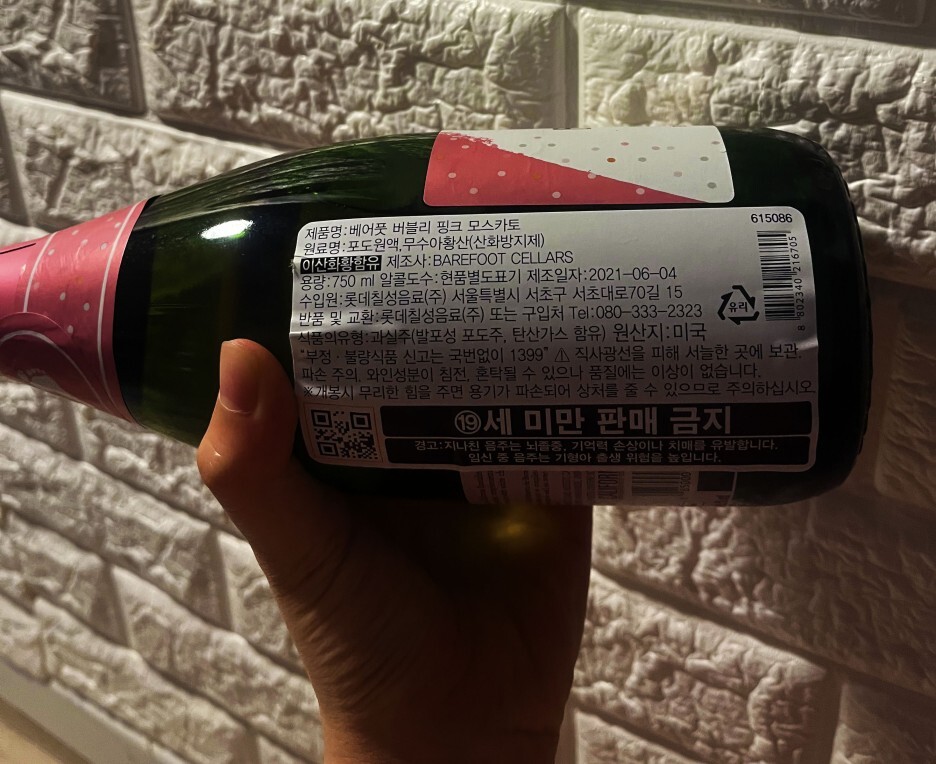 제품명:베어풋 버블리 핑크 모스카토
615086
원료명:포도원액,무수아황산(산화방지제)
이산화황함유 제조사:BAREFOOT CELLARS
용량:750 ml 알콜도수:현품별도표기 제조일자:2021-06-04
수입원:롯데칠성음료(주) 서울특별시 서초구 서초대로70길 15
반품 및 교환:롯데칠성음료(주) 또는 구입처 Tel:080-333-2323
식품의유형:과실주(발포성 포도주, 탄산가스 함유) 원산지:미국
"부정·불량식품 신고는 국번없이 1399" ⚠ 직사광선을 피해 서늘한 곳에 보관.
파손 주의, 와인성분이 침전, 혼탁될 수 있으나 품질에는 이상이 없습니다.
※개봉시 무리한 힘을 주면 용기가 파손되어 상처를 줄 수 있으므로 주의하십시오
유리
8 802340 216705
⑲세 미만 판매 금지
경고:지나친 음주는 뇌졸중, 기억력 손상이나 치매를 유발합니다.
임신 중 음주는 기형아 출생 위험을 높입니다.